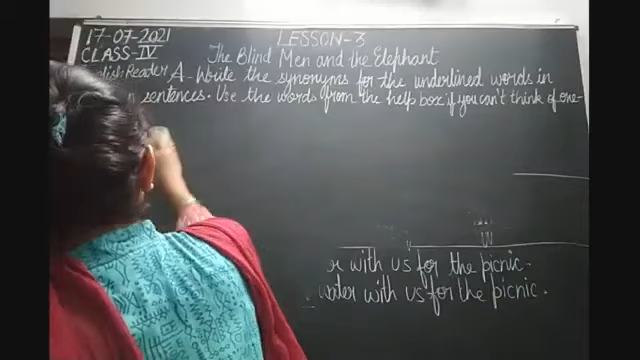 17-07-2021
LESSON-3
CLASS-IV
The Blind Men and the Elephant
Reader A- Write the synonyms for the underlined words in
sentences. Use the words from the help box if you can't think of one-
with us for the picnic.
water with us for the picnic.